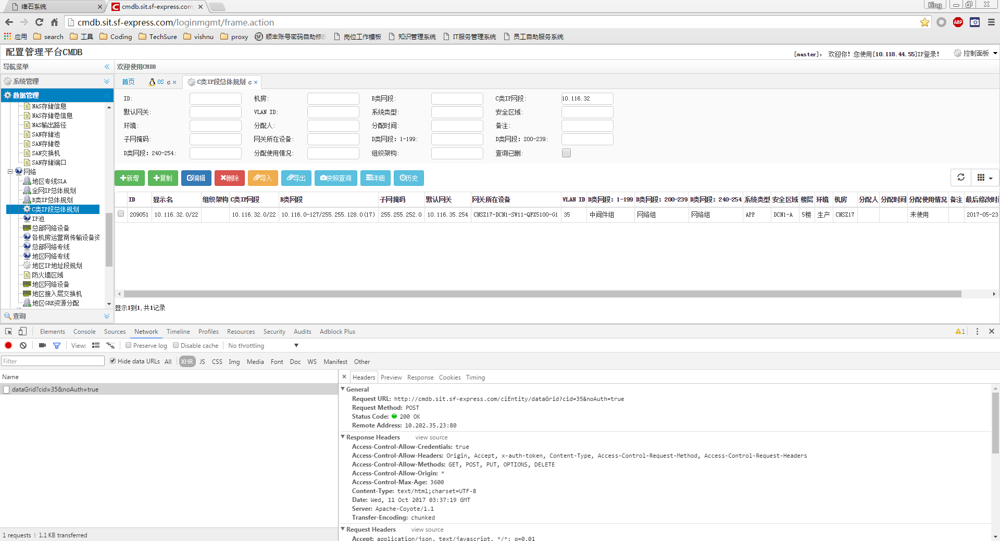 维石系统
cmdb.sit.sf-express.com
King
cmdb.sit.sf-express.com/loginmgmt/frame.action
ABP
应用 search 工具 Coding TechSure vishnu proxy 顺丰账号密码自助修改 岗位工作模板 知识管理系统 IT服务管理系统 员工自助服务系统
配置管理平台CMDB
[master], 欢迎你! 您使用[10.118.44.55]IP登录! 控制面板
导航菜单
欢迎使用CMDB
系统管理
首页 OS C类IP段总体规划
数据管理
NAS存储信息
NAS存储卷信息
NAS输出路径
SAN存储池
SAN存储卷
SAN交换机
SAN存储端口
网络
地区专线SLA
全网IP总体规划
B类IP总体规划
C类IP段总体规划
IP池
总部网络设备
各机房运营商传输设备资
总部网络专线
地区网络专线
地区IP地址段规划
防火墙区域
地区网络设备
地区接入层交换机
地区GRE资源分配
查询
ID: 机房: B类网段: C类IP网段: 10.116.32
默认网关: VLAN ID: 系统类型: 安全区域:
环境: 分配人: 分配时间: 备注:
子网掩码: 网关所在设备: D类网段: 1-199: D类网段: 200-239:
D类网段: 240-254: 分配使用情况: 组织架构: 查询已删:
新增 复制 编辑 删除 导入 导出 快照查询 详细 历史
ID 显示名 组织架构 C类IP网段 B类网段 子网掩码 默认网关 网关所在设备 VLAN ID D类网段: 1-199 D类网段: 200-239 D类网段: 240-254 系统类型 安全区域 楼层 环境 机房 分配人 分配时间 分配使用情况 备注 最后修改时
209051 10.116.32.0/22 10.116.32.0/22 10.116.0-127/255.255.128.0(17) 255.255.252.0 10.116.35.254 CNSZ17-DCN1-SW11-QFX5100-G1 35 中间件组 网络组 网络组 APP DCN1-A 5楼 生产 CNSZ17 未使用 2017-05-23
显示1到1,共1记录
Elements Console Sources Network Timeline Profiles Resources Security Audits Adblock Plus 1
View: Preserve log Disable cache No throttling
Filter Hide data URLs All XHR JS CSS Img Media Font Doc WS Manifest Other
Name
dataGrid?cid=35&noAuth=true
1 requests | 1.1 KB transferred
Headers Preview Response Cookies Timing
General
Request URL: http://cmdb.sit.sf-express.com/ciEntity/dataGrid?cid=35&noAuth=true
Request Method: POST
Status Code: 200 OK
Remote Address: 10.202.35.23:80
Response Headers view source
Access-Control-Allow-Credentials: true
Access-Control-Allow-Headers: Origin, Accept, x-auth-token, Content-Type, Access-Control-Request-Method, Access-Control-Request-Headers
Access-Control-Allow-Methods: GET, POST, PUT, OPTIONS, DELETE
Access-Control-Allow-Origin: *
Access-Control-Max-Age: 3600
Content-Type: text/html;charset=UTF-8
Date: Wed, 11 Oct 2017 03:37:19 GMT
Server: Apache-Coyote/1.1
Transfer-Encoding: chunked
Request Headers view source
Accept: application/json, text/javascript, */*; q=0.01